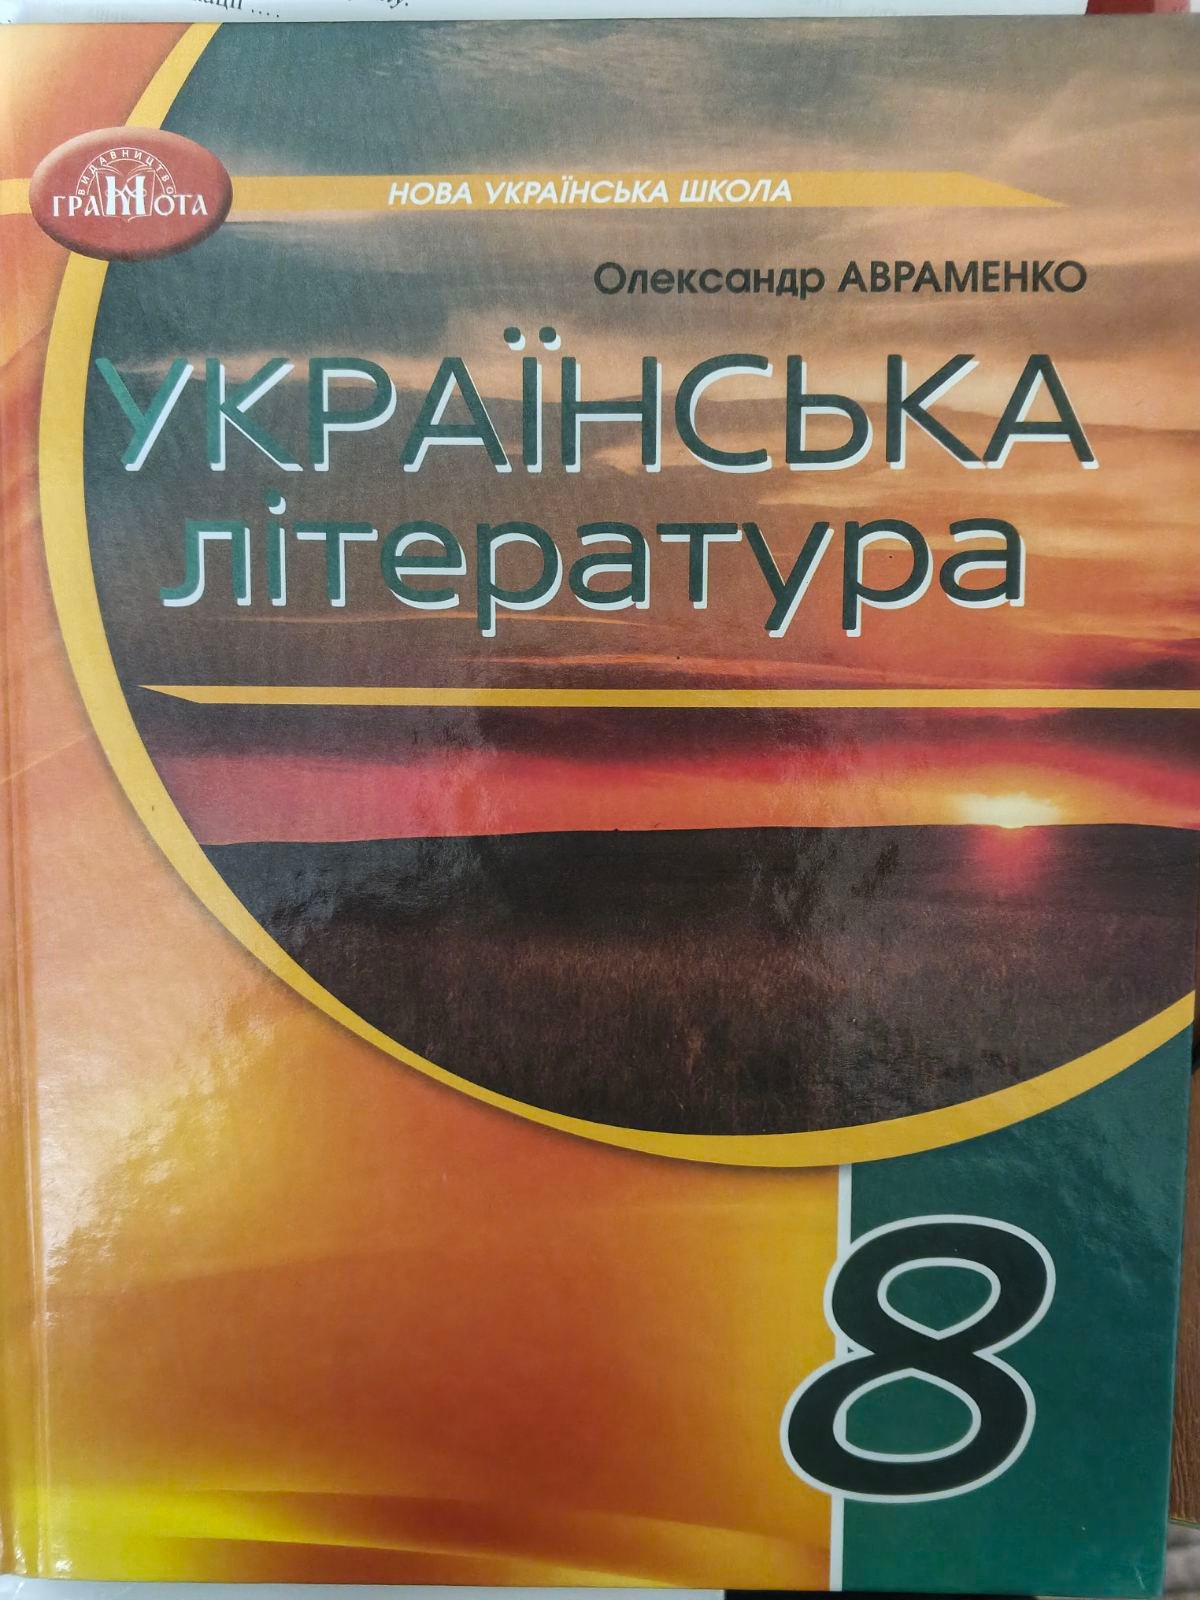 ВИДАВНИЦТВО
ГРАМОТА
НОВА УКРАЇНСЬКА ШКОЛА
Олександр АВРАМЕНКО
УКРАЇНСЬКА
література
8